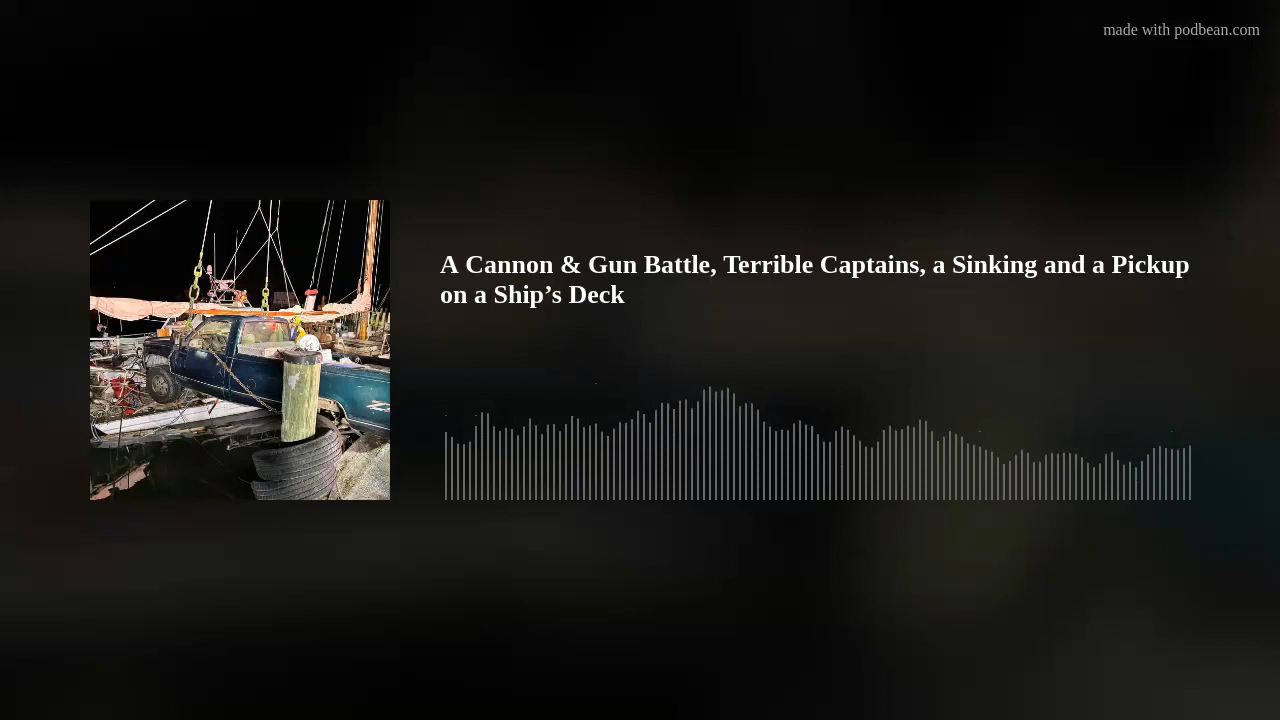 made with podbean.com
A Cannon & Gun Battle, Terrible Captains, a Sinking and a Pickup
on a Ship’s Deck